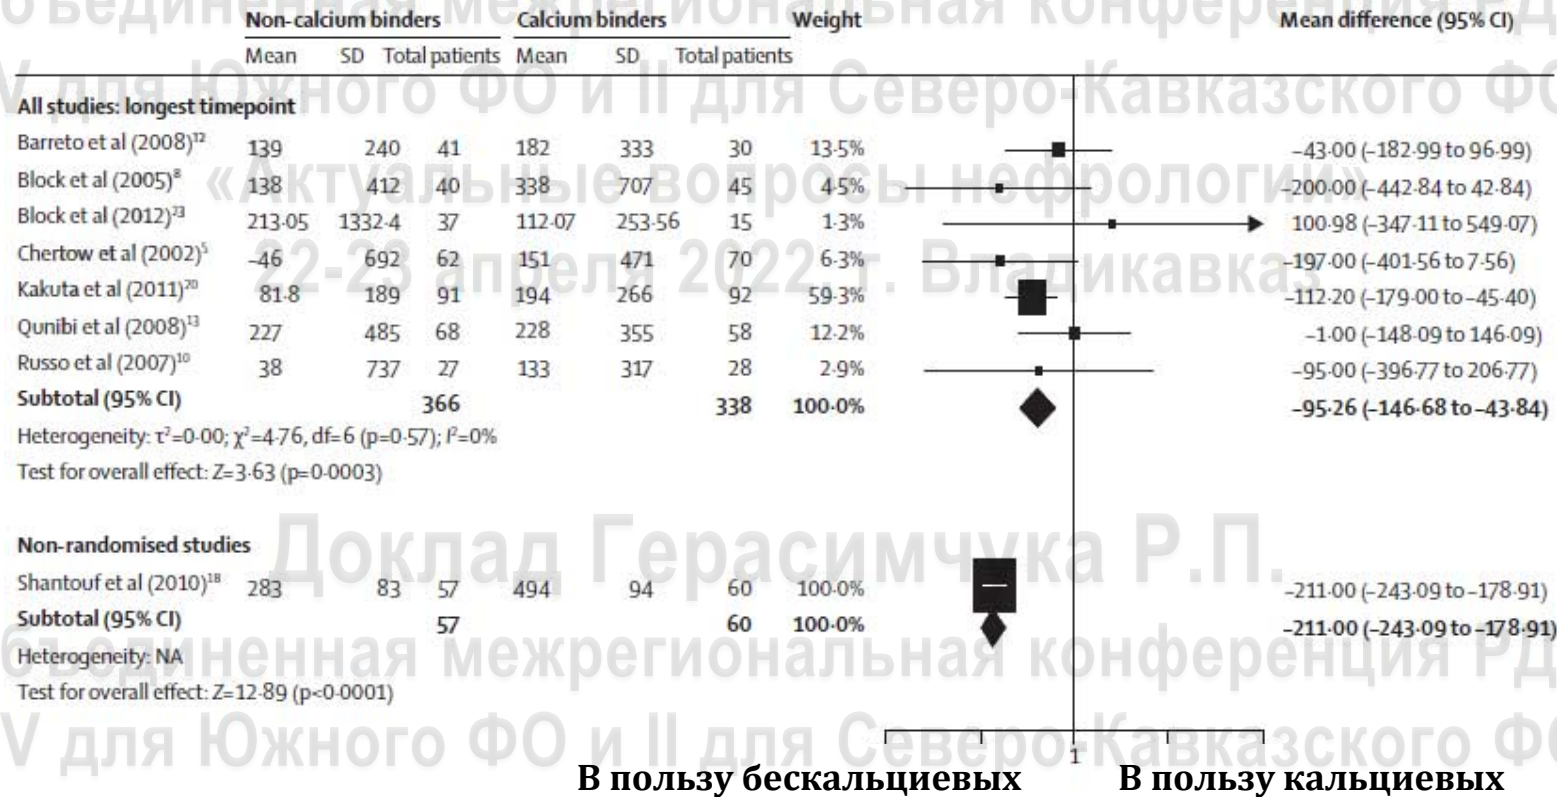 объединенная межрегиональная конференция РД
Non-calcium binders Calcium binders Weight Mean difference (95% CI)
Mean SD Total patients Mean SD Total patients
V для Южного ФО и II для Северо-Кавказского ФО
All studies: longest timepoint
Barreto et al (2008)¹² 139 240 41 182 333 30 13·5% –43·00 (–182·99 to 96·99)
«Актуальные вопросы нефрологии»
Block et al (2005)⁸ 138 412 40 338 707 45 4·5% –200·00 (–442·84 to 42·84)
Block et al (2012)²³ 213·05 1332·4 37 112·07 253·56 15 1·3% 100·98 (–347·11 to 549·07)
Chertow et al (2002)⁵ –46 692 62 151 471 70 6·3% –197·00 (–401·56 to 7·56)
22-23 апреля 2022 г. Владикавказ
Kakuta et al (2011)²⁰ 81·8 189 91 194 266 92 59·3% –112·20 (–179·00 to –45·40)
Qunibi et al (2008)¹³ 227 485 68 228 355 58 12·2% –1·00 (–148·09 to 146·09)
Russo et al (2007)¹⁰ 38 737 27 133 317 28 2·9% –95·00 (–396·77 to 206·77)
Subtotal (95% CI) 366 338 100·0% –95·26 (–146·68 to –43·84)
Heterogeneity: τ²=0·00; χ²=4·76, df=6 (p=0·57); I²=0%
Test for overall effect: Z=3·63 (p=0·0003)
Доклад Герасимчука Р.П.
Non-randomised studies
Shantouf et al (2010)¹⁸ 283 83 57 494 94 60 100·0% –211·00 (–243·09 to –178·91)
Subtotal (95% CI) 57 60 100·0% –211·00 (–243·09 to –178·91)
объединенная межрегиональная конференция РД
Heterogeneity: NA
Test for overall effect: Z=12·89 (p<0·0001)
V для Южного ФО и II для Северо-Кавказского ФО
1
В пользу бескальциевых В пользу кальциевых